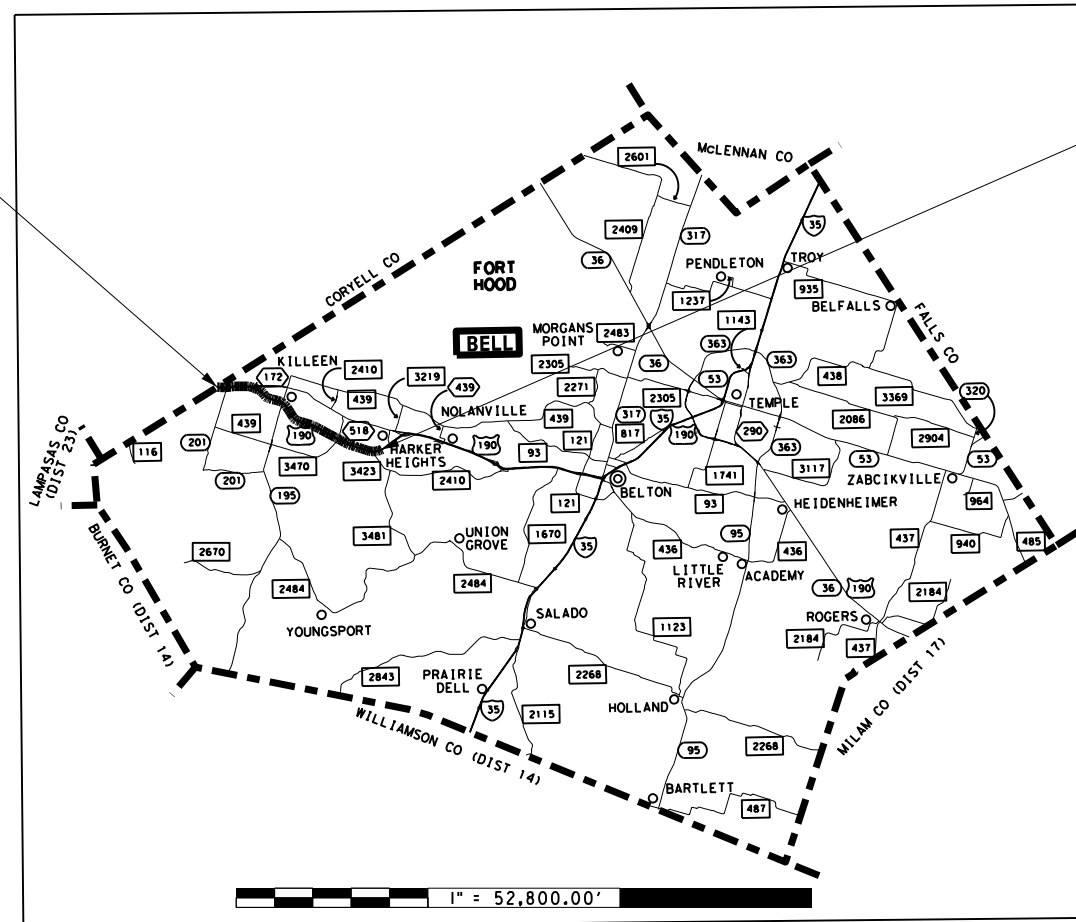 McLENNAN CO
2601
2409
317
35
36
CORYELL CO
FORT
HOOD
PENDLETON
TROY
935
1237
BELFALLS
FALLS CO
1143
MORGANS
POINT
2483
BELL
363
363
KILLEEN
2410
3219
439
2305
36
53
438
172
2271
2305
TEMPLE
3369
320
439
NOLANVILLE
439
317
35
2086
439
190
518
HARKER
HEIGHTS
190
121
817
190
290
363
2904
201
93
53
53
LAMPASAS CO
(DIST 23)
116
3470
3423
2410
1741
3117
ZABCIKVILLE
201
195
BELTON
93
HEIDENHEIMER
964
121
BURNET CO (DIST 14)
3481
UNION
GROVE
1670
35
95
437
940
485
2670
436
LITTLE
RIVER
436
ACADEMY
2484
2484
36
190
2184
YOUNGSPORT
SALADO
1123
ROGERS
2184
437
2843
PRAIRIE
DELL
2268
MILAM CO (DIST 17)
35
2115
HOLLAND
WILLIAMSON CO (DIST 14)
95
2268
BARTLETT
487
1" = 52,800.00'